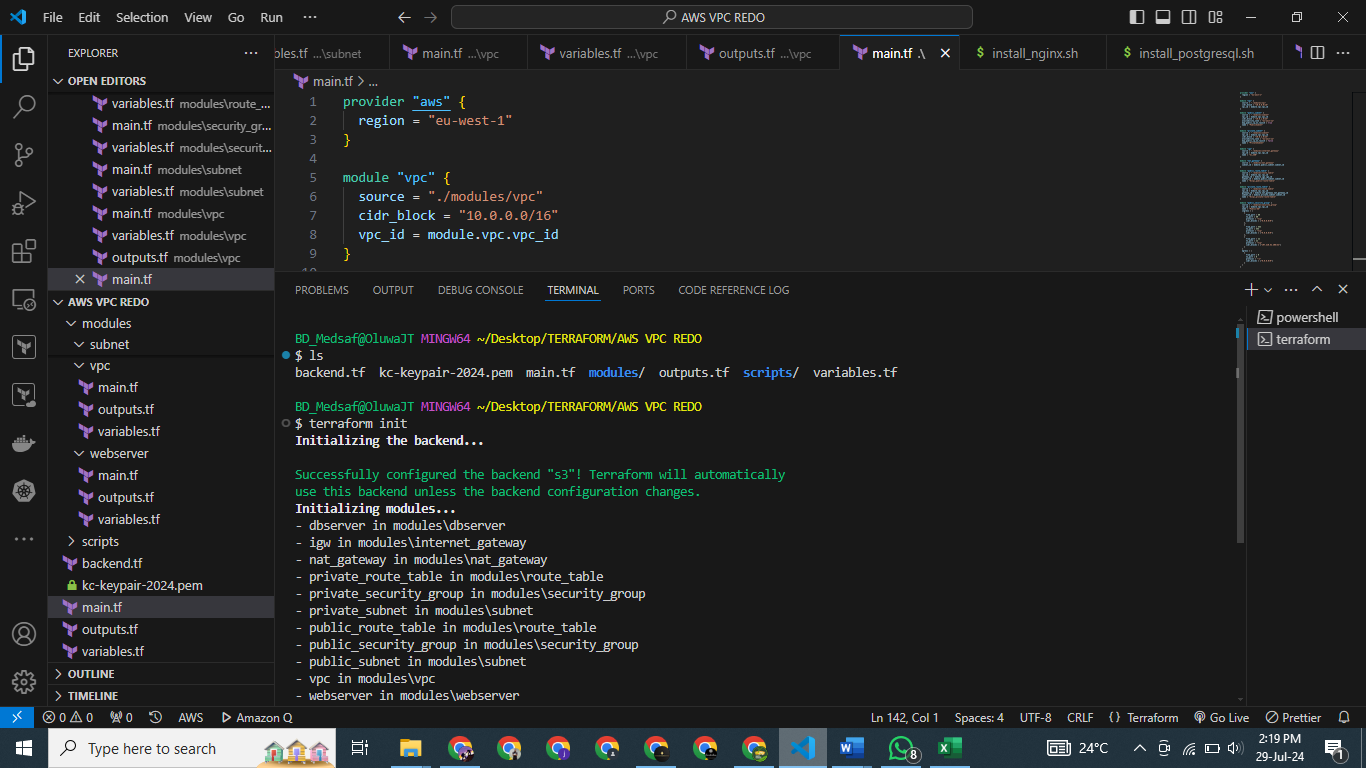 File Edit Selection View Go Run ··· AWS VPC REDO
EXPLORER ···
OPEN EDITORS
variables.tf modules\route_...
main.tf modules\security_gr...
variables.tf modules\securit...
main.tf modules\subnet
variables.tf modules\subnet
main.tf modules\vpc
variables.tf modules\vpc
outputs.tf modules\vpc
main.tf
AWS VPC REDO
modules
subnet
vpc
main.tf
outputs.tf
variables.tf
webserver
main.tf
outputs.tf
variables.tf
scripts
backend.tf
kc-keypair-2024.pem
main.tf
outputs.tf
variables.tf
OUTLINE
TIMELINE
bles.tf ...\subnet main.tf ...\vpc variables.tf ...\vpc outputs.tf ...\vpc main.tf .\ $ install_nginx.sh $ install_postgresql.sh ···
main.tf > ...
1 provider "aws" {
2 region = "eu-west-1"
3 }
4
5 module "vpc" {
6 source = "./modules/vpc"
7 cidr_block = "10.0.0.0/16"
8 vpc_id = module.vpc.vpc_id
9 }
PROBLEMS OUTPUT DEBUG CONSOLE TERMINAL PORTS CODE REFERENCE LOG
powershell
terraform
BD_Medsaf@OluwaJT MINGW64 ~/Desktop/TERRAFORM/AWS VPC REDO
$ ls
backend.tf kc-keypair-2024.pem main.tf modules/ outputs.tf scripts/ variables.tf
BD_Medsaf@OluwaJT MINGW64 ~/Desktop/TERRAFORM/AWS VPC REDO
$ terraform init
Initializing the backend...
Successfully configured the backend "s3"! Terraform will automatically
use this backend unless the backend configuration changes.
Initializing modules...
- dbserver in modules\dbserver
- igw in modules\internet_gateway
- nat_gateway in modules\nat_gateway
- private_route_table in modules\route_table
- private_security_group in modules\security_group
- private_subnet in modules\subnet
- public_route_table in modules\route_table
- public_security_group in modules\security_group
- public_subnet in modules\subnet
- vpc in modules\vpc
- webserver in modules\webserver
0 0 0 AWS Amazon Q Ln 142, Col 1 Spaces: 4 UTF-8 CRLF {} Terraform Go Live Prettier
Type here to search 8 24°C 2:19 PM 1
29-Jul-24